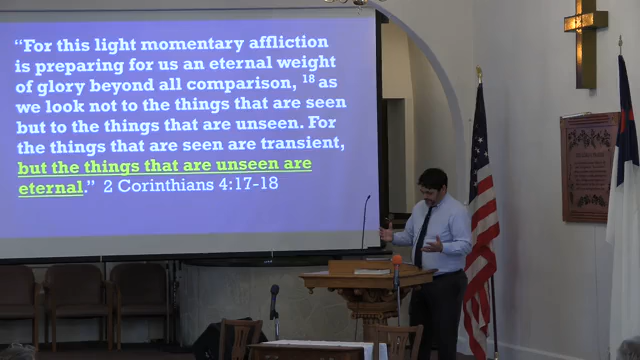 “For this light momentary affliction
is preparing for us an eternal weight
of glory beyond all comparison, 18 as
we look not to the things that are seen
but to the things that are unseen. For
the things that are seen are transient,
but the things that are unseen are
eternal.” 2 Corinthians 4:17-18